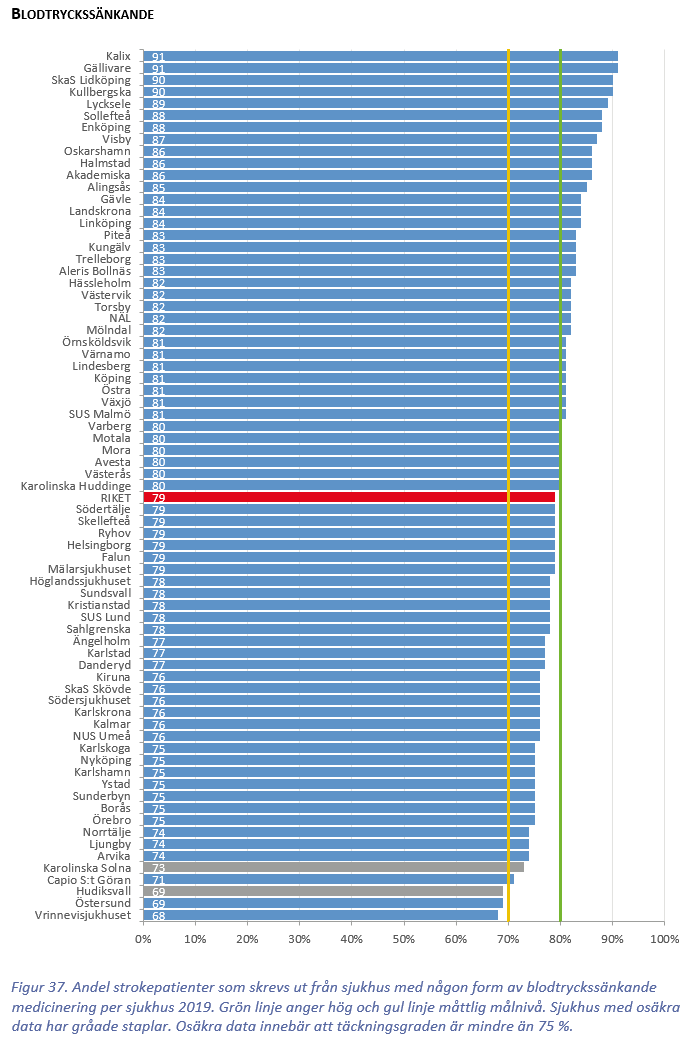 BLODTRYCKSSÄNKANDE
Kalix 91
Gällivare 91
SkaS Lidköping 90
Kullbergska 90
Lycksele 89
Sollefteå 88
Enköping 88
Visby 87
Oskarshamn 86
Halmstad 86
Akademiska 86
Alingsås 85
Gävle 84
Landskrona 84
Linköping 84
Piteå 83
Kungälv 83
Trelleborg 83
Aleris Bollnäs 83
Hässleholm 82
Västervik 82
Torsby 82
NÄL 82
Mölndal 82
Örnsköldsvik 81
Värnamo 81
Lindesberg 81
Köping 81
Östra 81
Växjö 81
SUS Malmö 81
Varberg 80
Motala 80
Mora 80
Avesta 80
Västerås 80
Karolinska Huddinge 80
RIKET 79
Södertälje 79
Skellefteå 79
Ryhov 79
Helsingborg 79
Falun 79
Mälarsjukhuset 79
Höglandssjukhuset 78
Sundsvall 78
Kristianstad 78
SUS Lund 78
Sahlgrenska 78
Ängelholm 77
Karlstad 77
Danderyd 77
Kiruna 76
SkaS Skövde 76
Södersjukhuset 76
Karlskrona 76
Kalmar 76
NUS Umeå 76
Karlskoga 75
Nyköping 75
Karlshamn 75
Ystad 75
Sunderbyn 75
Borås 75
Örebro 75
Norrtälje 74
Ljungby 74
Arvika 74
Karolinska Solna 73
Capio S:t Göran 71
Hudiksvall 69
Östersund 69
Vrinnevisjukhuset 68
0% 10% 20% 30% 40% 50% 60% 70% 80% 90% 100%
Figur 37. Andel strokepatienter som skrevs ut från sjukhus med någon form av blodtryckssänkande
medicinering per sjukhus 2019. Grön linje anger hög och gul linje måttlig målnivå. Sjukhus med osäkra
data har gråade staplar. Osäkra data innebär att täckningsgraden är mindre än 75 %.